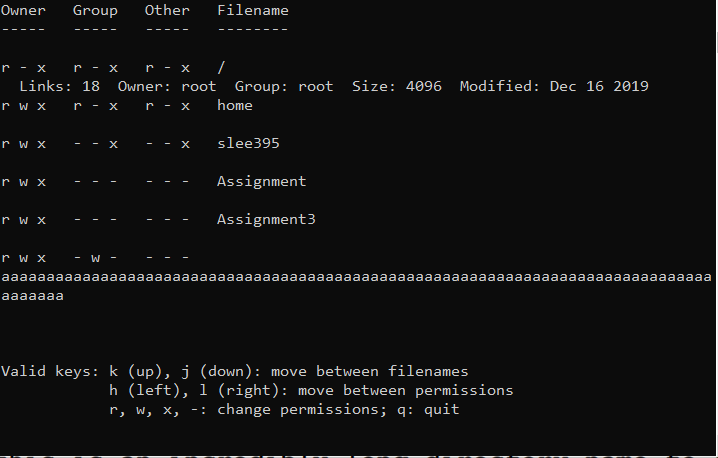 Owner   Group   Other   Filename
-----   -----   -----   --------
r - x   r - x   r - x   /
  Links: 18  Owner: root  Group: root  Size: 4096  Modified: Dec 16 2019
r w x   r - x   r - x   home
r w x   - - x   - - x   slee395
r w x   - - -   - - -   Assignment
r w x   - - -   - - -   Assignment3
r w x   - w -   - - -
aaaaaaaaaaaaaaaaaaaaaaaaaaaaaaaaaaaaaaaaaaaaaaaaaaaaaaaaaaaaaaaaaaaaaaaaaaaaaaa
aaaaaaa
Valid keys: k (up), j (down): move between filenames
            h (left), l (right): move between permissions
            r, w, x, -: change permissions; q: quit